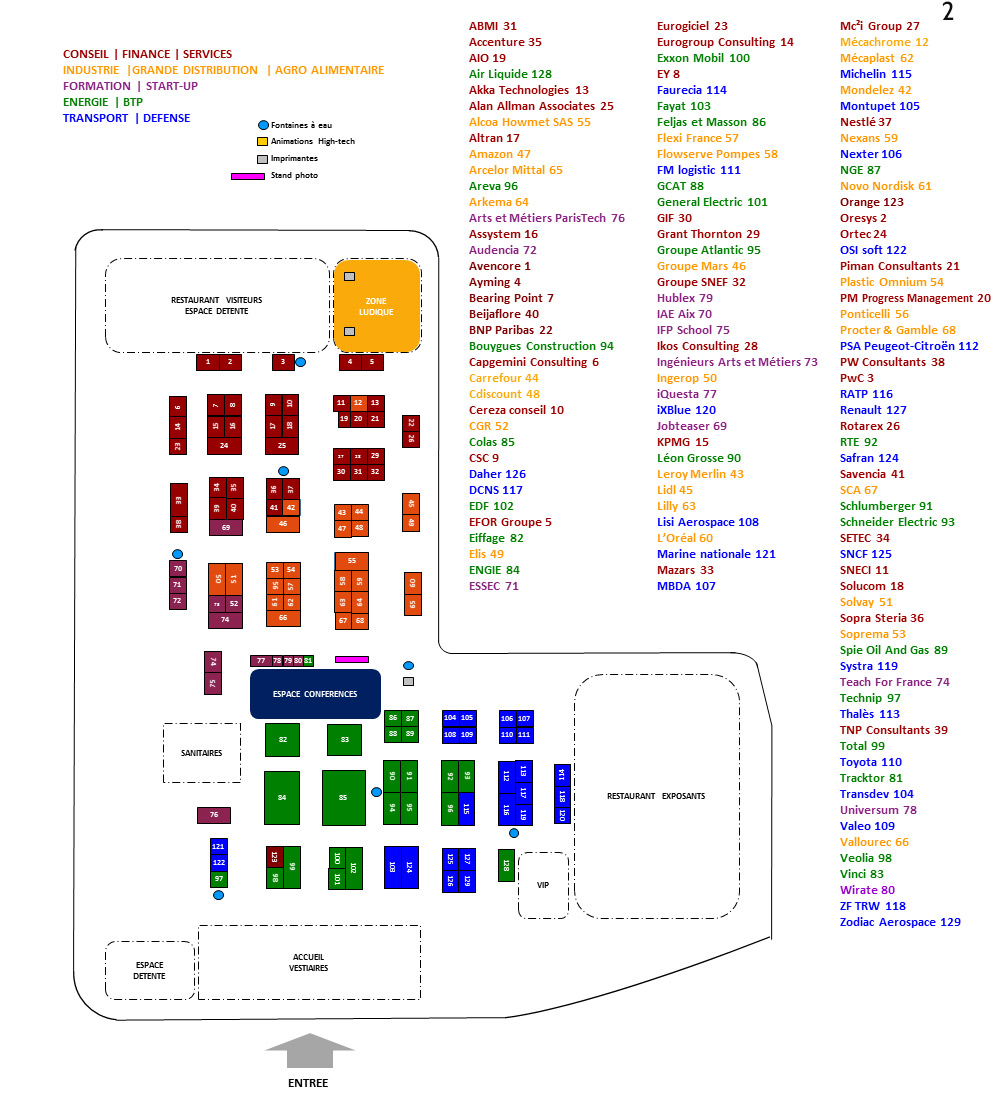 2
CONSEIL | FINANCE | SERVICES
INDUSTRIE |GRANDE DISTRIBUTION | AGRO ALIMENTAIRE
FORMATION | START-UP
ENERGIE | BTP
TRANSPORT | DEFENSE
Fontaines à eau
Animations High-tech
Imprimantes
Stand photo
ABMI 31
Accenture 35
AIO 19
Air Liquide 128
Akka Technologies 13
Alan Allman Associates 25
Alcoa Howmet SAS 55
Altran 17
Amazon 47
Arcelor Mittal 65
Areva 96
Arkema 64
Arts et Métiers ParisTech 76
Assystem 16
Audencia 72
Avencore 1
Ayming 4
Bearing Point 7
Beijaflore 40
BNP Paribas 22
Bouygues Construction 94
Capgemini Consulting 6
Carrefour 44
Cdiscount 48
Cereza conseil 10
CGR 52
Colas 85
CSC 9
Daher 126
DCNS 117
EDF 102
EFOR Groupe 5
Eiffage 82
Elis 49
ENGIE 84
ESSEC 71
Eurogiciel 23
Eurogroup Consulting 14
Exxon Mobil 100
EY 8
Faurecia 114
Fayat 103
Feljas et Masson 86
Flexi France 57
Flowserve Pompes 58
FM logistic 111
GCAT 88
General Electric 101
GIF 30
Grant Thornton 29
Groupe Atlantic 95
Groupe Mars 46
Groupe SNEF 32
Hublex 79
IAE Aix 70
IFP School 75
Ikos Consulting 28
Ingénieurs Arts et Métiers 73
Ingerop 50
iQuesta 77
iXBlue 120
Jobteaser 69
KPMG 15
Léon Grosse 90
Leroy Merlin 43
Lidl 45
Lilly 63
Lisi Aerospace 108
L'Oréal 60
Marine nationale 121
Mazars 33
MBDA 107
Mc²i Group 27
Mécachrome 12
Mécaplast 62
Michelin 115
Mondelez 42
Montupet 105
Nestlé 37
Nexans 59
Nexter 106
NGE 87
Novo Nordisk 61
Orange 123
Oresys 2
Ortec 24
OSI soft 122
Piman Consultants 21
Plastic Omnium 54
PM Progress Management 20
Ponticelli 56
Procter & Gamble 68
PSA Peugeot-Citroën 112
PW Consultants 38
PwC 3
RATP 116
Renault 127
Rotarex 26
RTE 92
Safran 124
Savencia 41
SCA 67
Schlumberger 91
Schneider Electric 93
SETEC 34
SNCF 125
SNECI 11
Solucom 18
Solvay 51
Sopra Steria 36
Soprema 53
Spie Oil And Gas 89
Systra 119
Teach For France 74
Technip 97
Thalès 113
TNP Consultants 39
Total 99
Toyota 110
Tracktor 81
Transdev 104
Universum 78
Valeo 109
Vallourec 66
Veolia 98
Vinci 83
Wirate 80
ZF TRW 118
Zodiac Aerospace 129
RESTAURANT VISITEURS
ESPACE DETENTE
ZONE
LUDIQUE
1 2 3 4 5
6 7 8 9 10 11 12 13
14 15 16 17 18 19 20 21 22
23 24 25 26
27 28 29
30 31 32
33 34 35 36 37
38 39 40 41 42 43 44 45
69 46 47 48 49
70 50 51 53 54 55
71 56 57 58 59 60
72 73 52 61 62 63 64 65
74 66 67 68
74 77 78 79 80 81
75
ESPACE CONFERENCES
SANITAIRES
82 83
86 87 104 105 106 107
88 89 108 109 110 111
84 85
90 91 92 93 112 113 114
94 95 96 115 116 117 118
119 120
76
RESTAURANT EXPOSANTS
121
122
97
123 98 99
100 101 102
103 124
125 127
126 129
128
VIP
ESPACE
DETENTE
ACCUEIL
VESTIAIRES
ENTREE